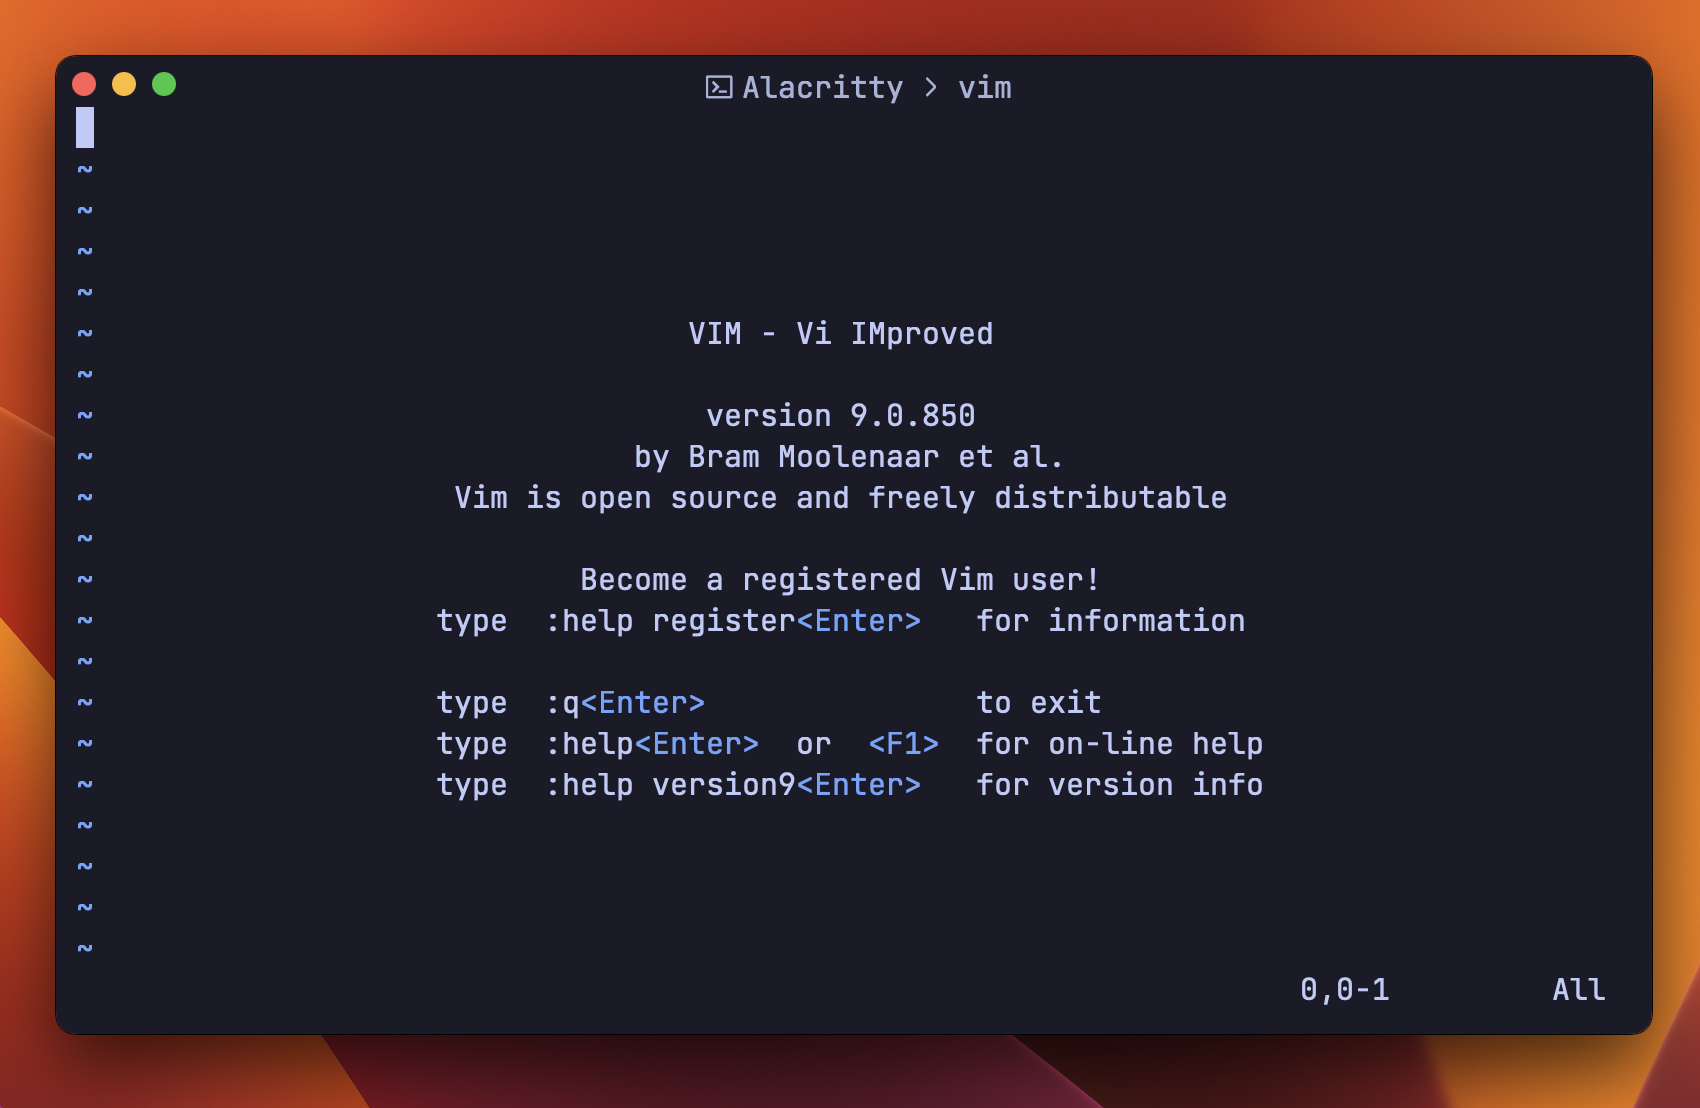 Alacritty > vim
~
~
~
~
~ VIM - Vi IMproved
~
~ version 9.0.850
~ by Bram Moolenaar et al.
~ Vim is open source and freely distributable
~
~ Become a registered Vim user!
~ type  :help register<Enter>   for information
~
~ type  :q<Enter>               to exit
~ type  :help<Enter>  or  <F1>  for on-line help
~ type  :help version9<Enter>   for version info
~
~
~
~
0,0-1 All